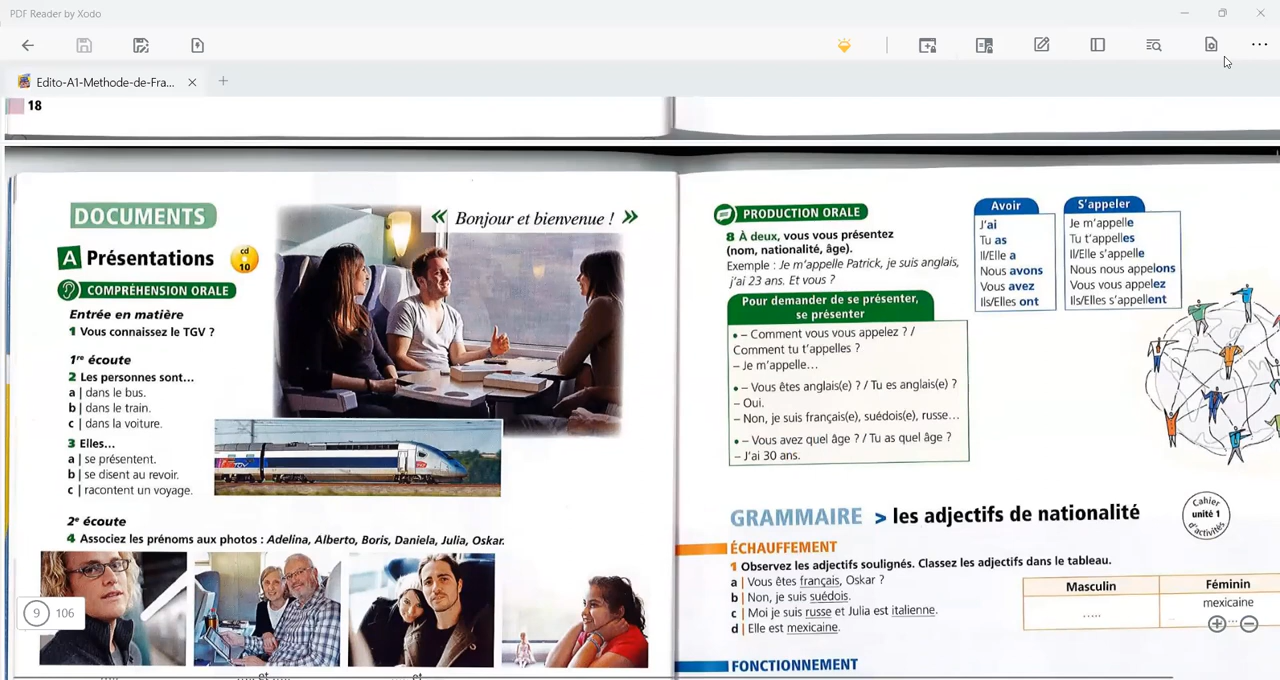 PDF Reader by Xodo
Edito-A1-Methode-de-Fra...
18
DOCUMENTS
« Bonjour et bienvenue ! »
A Présentations
cd
10
COMPRÉHENSION ORALE
Entrée en matière
1 Vous connaissez le TGV ?
1re écoute
2 Les personnes sont...
a | dans le bus.
b | dans le train.
c | dans la voiture.
3 Elles...
a | se présentent.
b | se disent au revoir.
c | racontent un voyage.
2e écoute
4 Associez les prénoms aux photos : Adelina, Alberto, Boris, Daniela, Julia, Oskar.
9 106
PRODUCTION ORALE
8 À deux, vous vous présentez
(nom, nationalité, âge).
Exemple : Je m'appelle Patrick, je suis anglais,
j'ai 23 ans. Et vous ?
Pour demander de se présenter,
se présenter
• – Comment vous vous appelez ? /
Comment tu t'appelles ?
– Je m'appelle...
• – Vous êtes anglais(e) ? / Tu es anglais(e) ?
– Oui.
– Non, je suis français(e), suédois(e), russe...
• – Vous avez quel âge ? / Tu as quel âge ?
– J'ai 30 ans.
Avoir
J'ai
Tu as
Il/Elle a
Nous avons
Vous avez
Ils/Elles ont
S'appeler
Je m'appelle
Tu t'appelles
Il/Elle s'appelle
Nous nous appelons
Vous vous appelez
Ils/Elles s'appellent
GRAMMAIRE > les adjectifs de nationalité
Cahier
unité 1
d'activités
ÉCHAUFFEMENT
1 Observez les adjectifs soulignés. Classez les adjectifs dans le tableau.
a | Vous êtes français, Oskar ?
b | Non, je suis suédois.
c | Moi je suis russe et Julia est italienne.
d | Elle est mexicaine.
Masculin Féminin
..... mexicaine
FONCTIONNEMENT